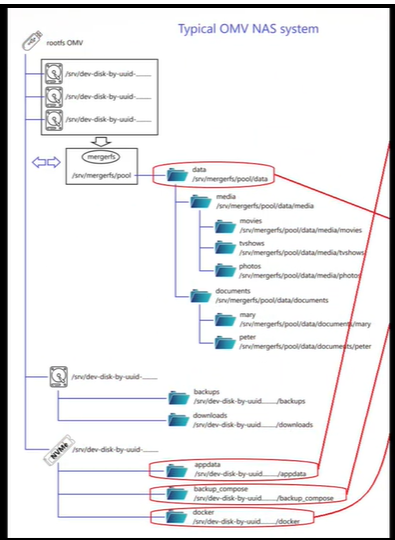 Typical OMV NAS system
rootfs OMV
/srv/dev-disk-by-uuid-........
/srv/dev-disk-by-uuid-........
/srv/dev-disk-by-uuid-........
mergerfs
/srv/mergerfs/pool
data
/srv/mergerfs/pool/data
media
/srv/mergerfs/pool/data/media
movies
/srv/mergerfs/pool/data/media/movies
tvshows
/srv/mergerfs/pool/data/media/tvshows
photos
/srv/mergerfs/pool/data/media/photos
documents
/srv/mergerfs/pool/data/documents
mary
/srv/mergerfs/pool/data/documents/mary
peter
/srv/mergerfs/pool/data/documents/peter
/srv/dev-disk-by-uuid-........
backups
/srv/dev-disk-by-uuid......../backups
downloads
/srv/dev-disk-by-uuid......../downloads
NVMe
/srv/dev-disk-by-uuid-........
appdata
/srv/dev-disk-by-uuid......../appdata
backup_compose
/srv/dev-disk-by-uuid......../backup_compose
docker
/srv/dev-disk-by-uuid......../docker